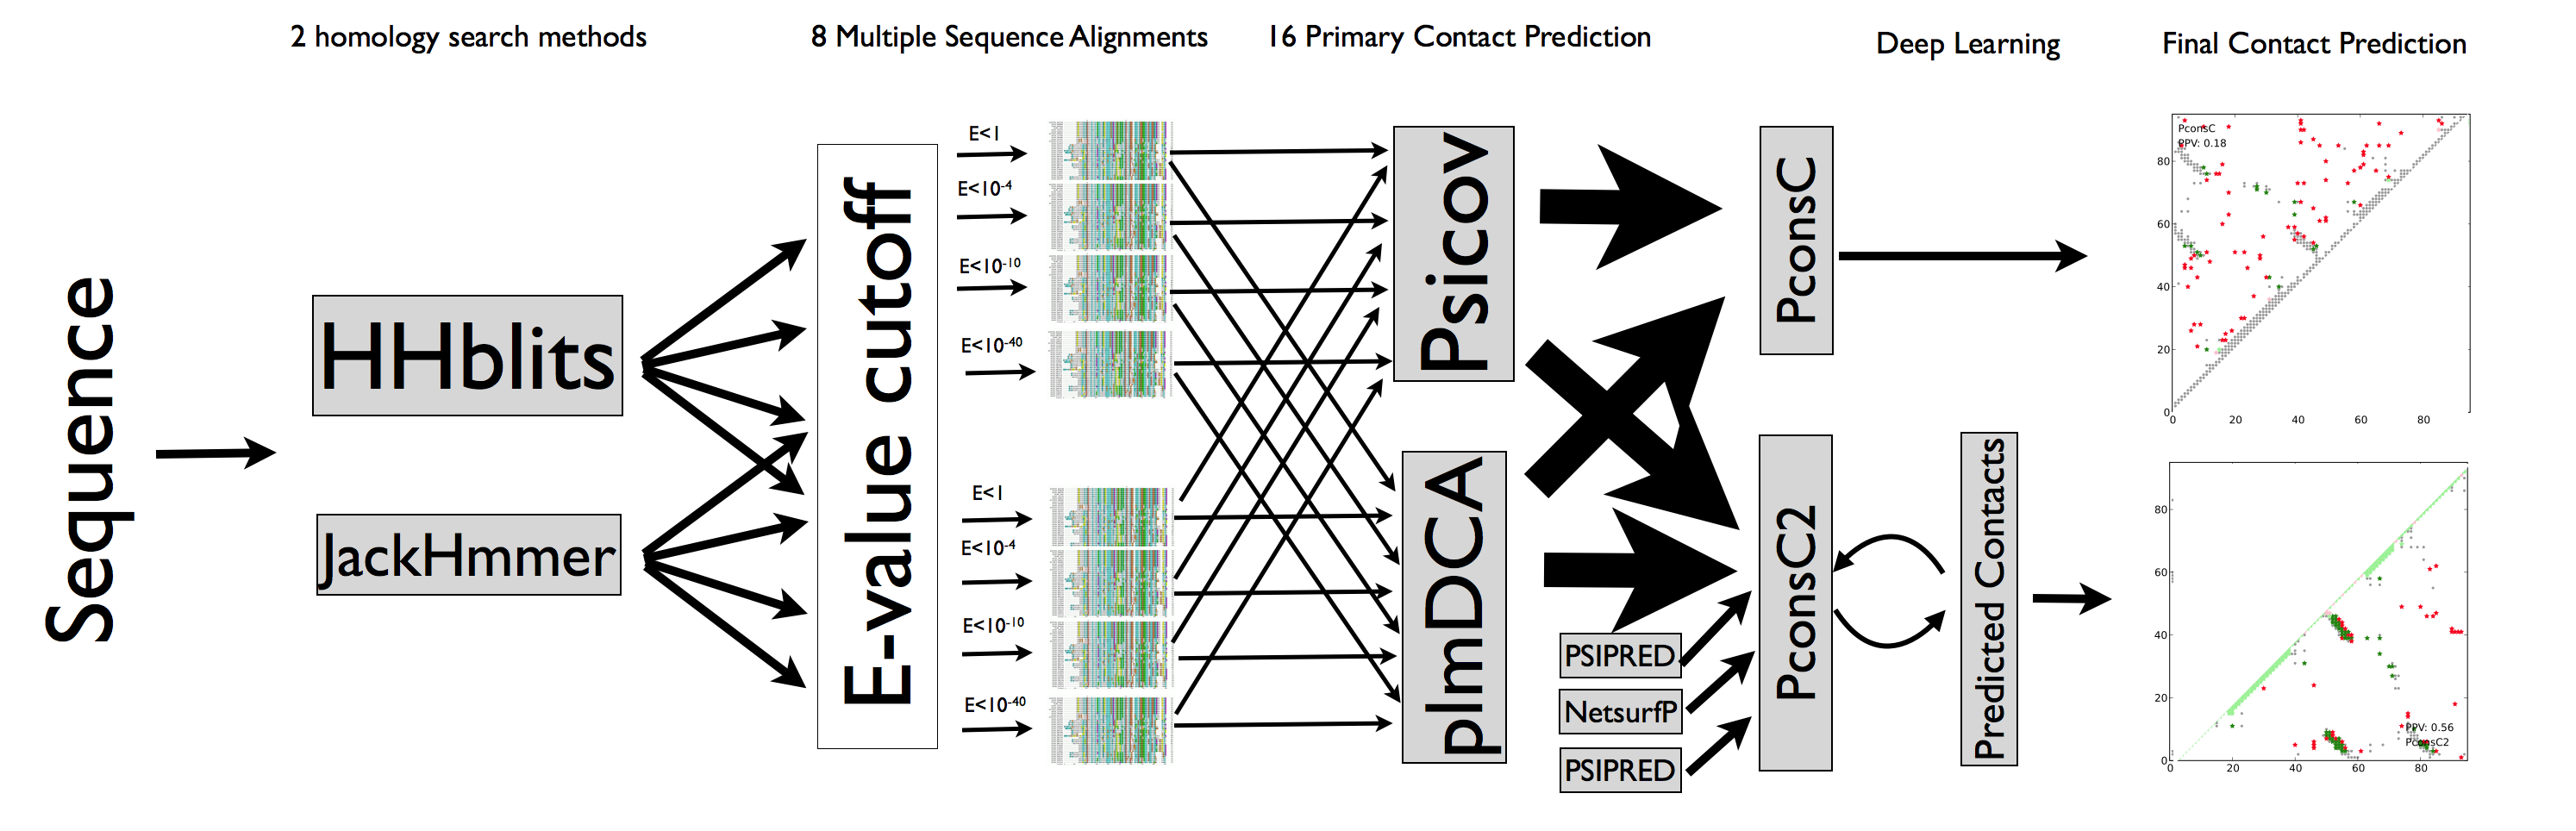 2 homology search methods
8 Multiple Sequence Alignments
16 Primary Contact Prediction
Deep Learning
Final Contact Prediction
Sequence
HHblits
JackHmmer
E-value cutoff
E<1
E<10-4
E<10-10
E<10-40
E<1
E<10-4
E<10-10
E<10-40
Psicov
plmDCA
PconsC
PconsC2
PSIPRED
NetsurfP
PSIPRED
Predicted Contacts
PconsC
PPV: 0.18
80
60
40
20
0
0 20 40 60 80
80
60
40
20
0
PPV: 0.56
PconsC2
0 20 40 60 80